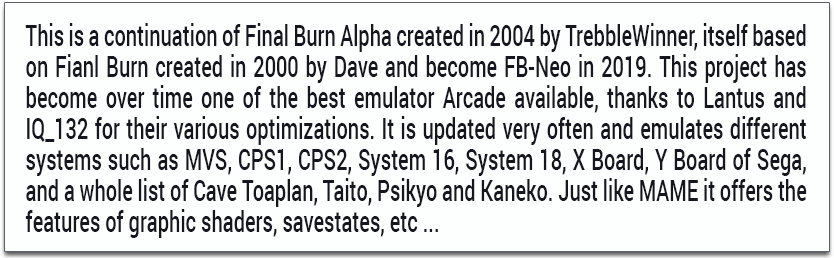 This is a continuation of Final Burn Alpha created in 2004 by TrebbleWinner, itself based
on Fianl Burn created in 2000 by Dave and become FB-Neo in 2019. This project has
become over time one of the best emulator Arcade available, thanks to Lantus and
IQ_132 for their various optimizations. It is updated very often and emulates different
systems such as MVS, CPS1, CPS2, System 16, System 18, X Board, Y Board of Sega,
and a whole list of Cave Toaplan, Taito, Psikyo and Kaneko. Just like MAME it offers the
features of graphic shaders, savestates, etc ...